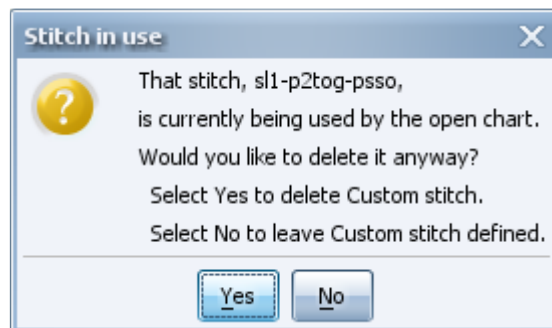 Stitch in use
That stitch, sl1-p2tog-psso,
is currently being used by the open chart.
Would you like to delete it anyway?
Select Yes to delete Custom stitch.
Select No to leave Custom stitch defined.
Yes No